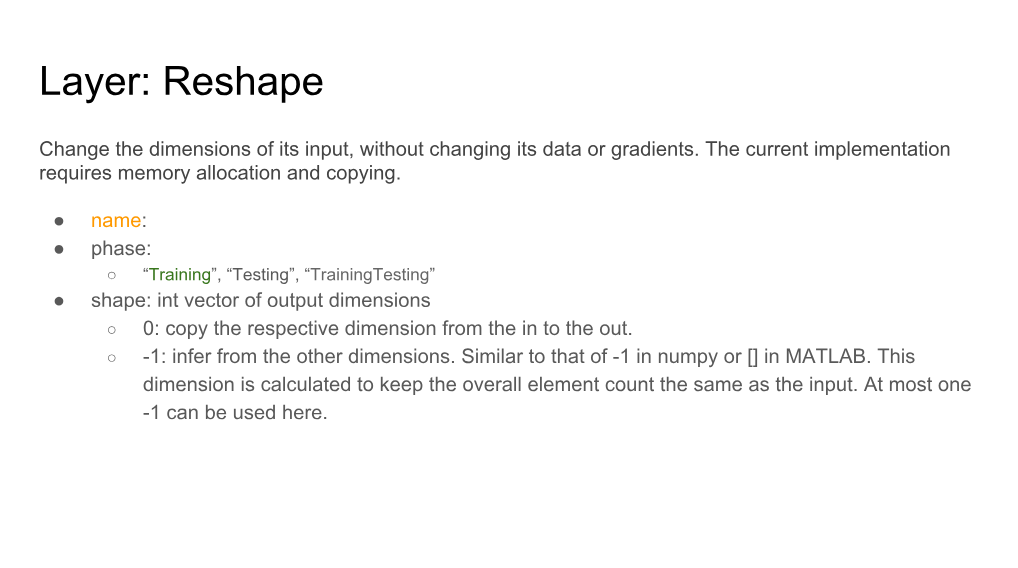 Layer: Reshape
Change the dimensions of its input, without changing its data or gradients. The current implementation
requires memory allocation and copying.
● name:
● phase:
○ “Training”, “Testing”, “TrainingTesting”
● shape: int vector of output dimensions
○ 0: copy the respective dimension from the in to the out.
○ -1: infer from the other dimensions. Similar to that of -1 in numpy or [] in MATLAB. This
dimension is calculated to keep the overall element count the same as the input. At most one
-1 can be used here.